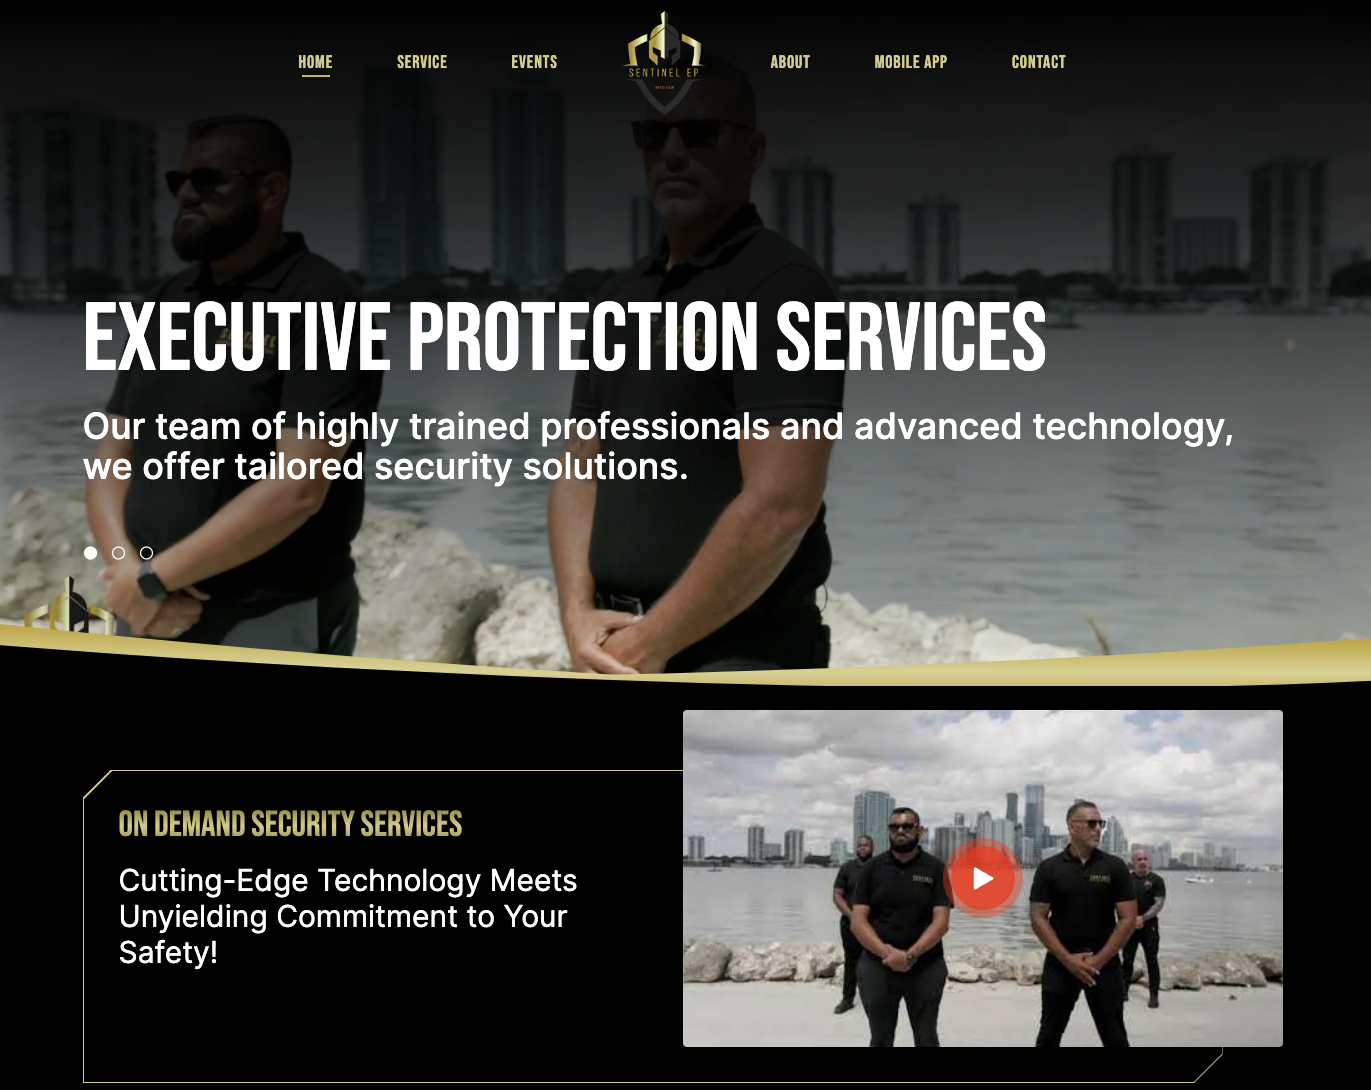 HOME
SERVICE
EVENTS
SENTINEL EP
ABOUT
MOBILE APP
CONTACT
EXECUTIVE PROTECTION SERVICES
Our team of highly trained professionals and advanced technology,
we offer tailored security solutions.
ON DEMAND SECURITY SERVICES
Cutting-Edge Technology Meets
Unyielding Commitment to Your
Safety!